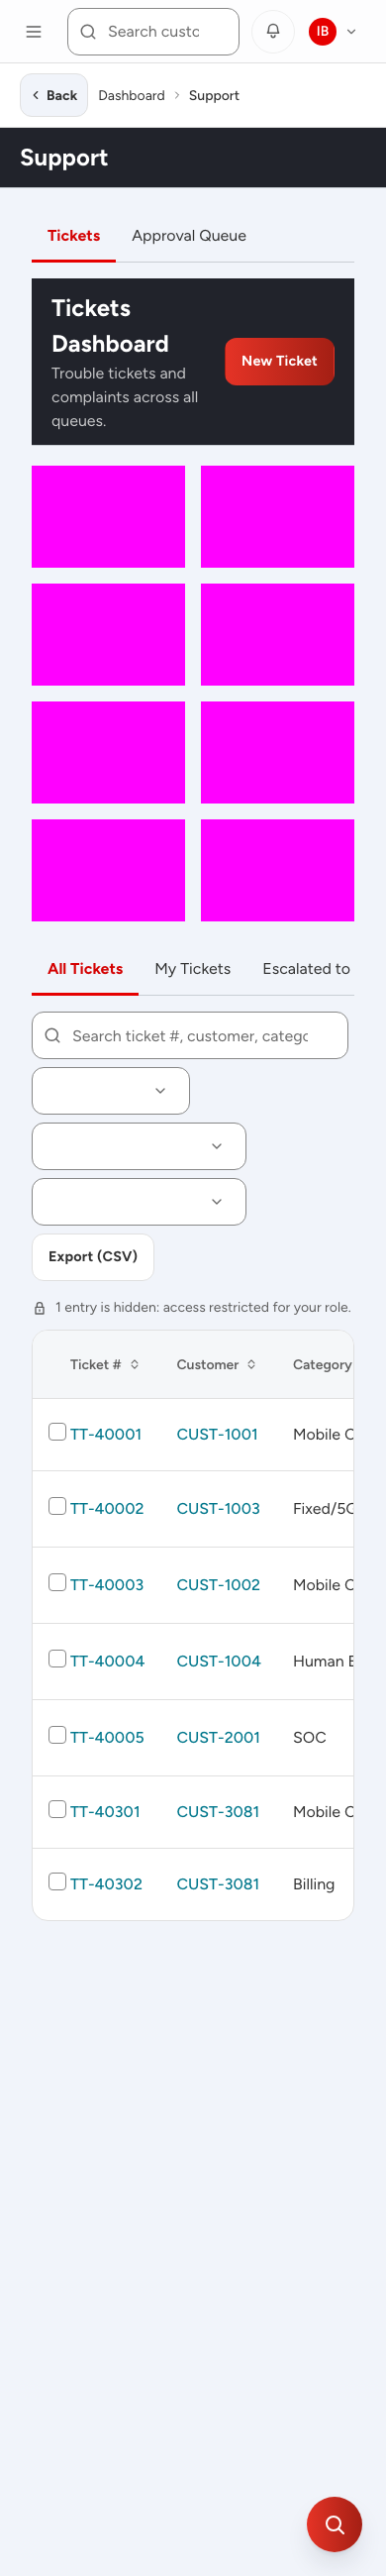 Search custo
IB
Back
Dashboard
Support
Support
Tickets
Approval Queue
Tickets
Dashboard
Trouble tickets and
complaints across all
queues.
New Ticket
All Tickets
My Tickets
Escalated to
Search ticket #, customer, catego
Export (CSV)
1 entry is hidden: access restricted for your role.
Ticket #
Customer
Category
TT-40001
CUST-1001
Mobile C
TT-40002
CUST-1003
Fixed/5G
TT-40003
CUST-1002
Mobile C
TT-40004
CUST-1004
Human E
TT-40005
CUST-2001
SOC
TT-40301
CUST-3081
Mobile C
TT-40302
CUST-3081
Billing